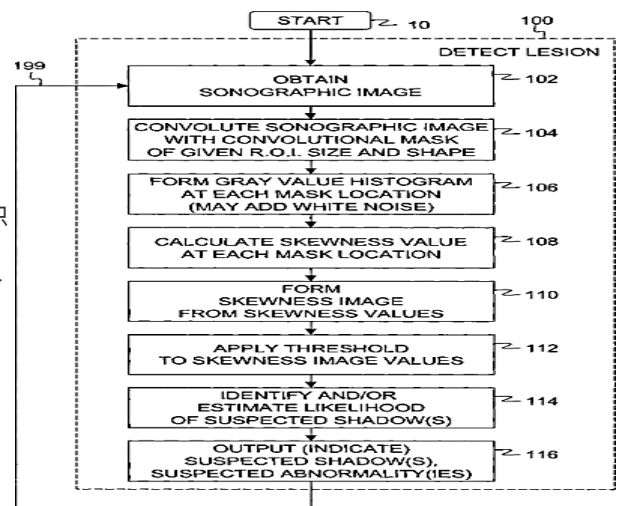 START
10
100
DETECT LESION
199
OBTAIN
SONOGRAPHIC IMAGE
102
CONVOLUTE SONOGRAPHIC IMAGE
WITH CONVOLUTIONAL MASK
OF GIVEN R.O.I. SIZE AND SHAPE
104
FORM GRAY VALUE HISTOGRAM
AT EACH MASK LOCATION
(MAY ADD WHITE NOISE)
106
CALCULATE SKEWNESS VALUE
AT EACH MASK LOCATION
108
FORM
SKEWNESS IMAGE
FROM SKEWNESS VALUES
110
APPLY THRESHOLD
TO SKEWNESS IMAGE VALUES
112
IDENTIFY AND/OR
ESTIMATE LIKELIHOOD
OF SUSPECTED SHADOW(S)
114
OUTPUT (INDICATE)
SUSPECTED SHADOW(S),
SUSPECTED ABNORMALITY(IES)
116